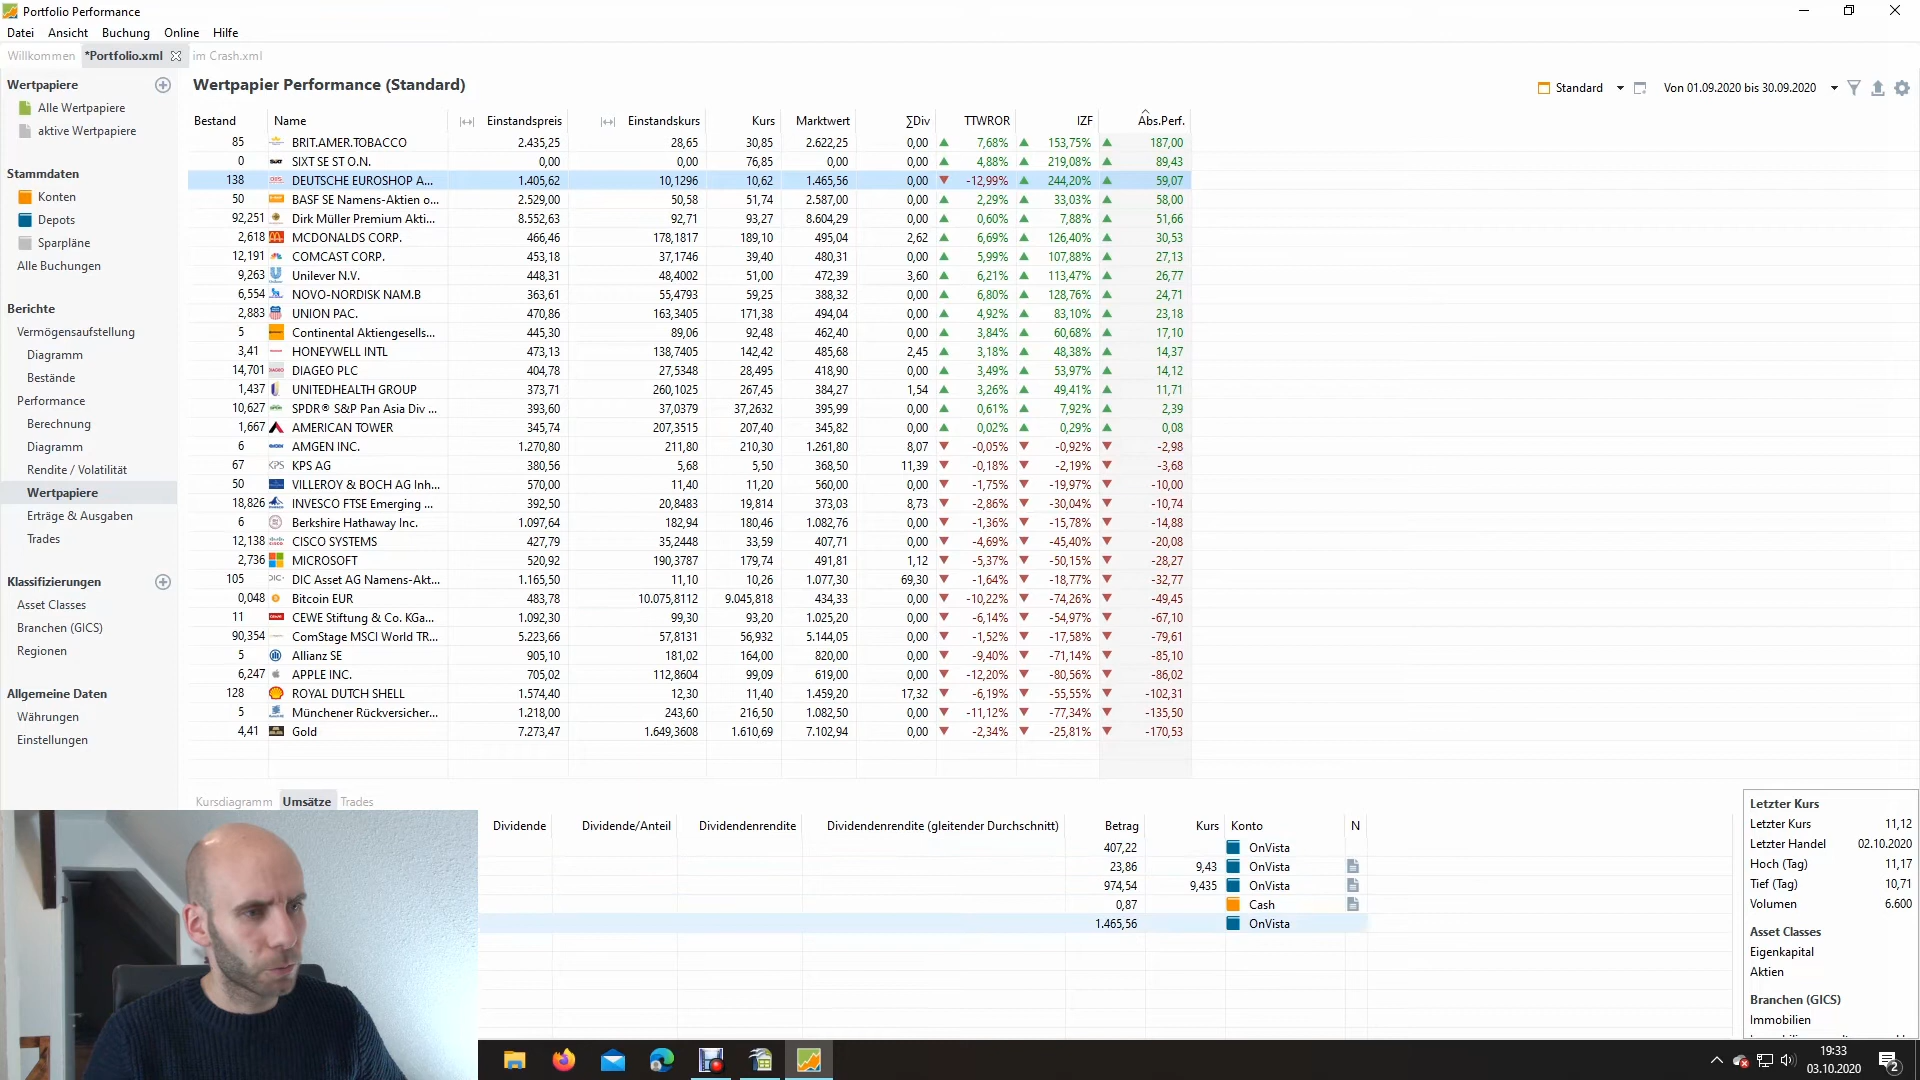 Portfolio Performance
Datei Ansicht Buchung Online Hilfe
Willkommen *Portfolio.xml im Crash.xml
Wertpapiere
Alle Wertpapiere
aktive Wertpapiere
Stammdaten
Konten
Depots
Sparpläne
Alle Buchungen
Berichte
Vermögensaufstellung
Diagramm
Bestände
Performance
Berechnung
Diagramm
Rendite / Volatilität
Wertpapiere
Erträge & Ausgaben
Trades
Klassifizierungen
Asset Classes
Branchen (GICS)
Regionen
Allgemeine Daten
Währungen
Einstellungen
Wertpapier Performance (Standard)
Standard Von 01.09.2020 bis 30.09.2020
Bestand Name Einstandspreis Einstandskurs Kurs Marktwert ∑Div TTWROR IZF Abs.Perf.
85 BRIT.AMER.TOBACCO 2.435,25 28,65 30,85 2.622,25 0,00 7,68% 153,75% 187,00
0 SIXT SE ST O.N. 0,00 0,00 76,85 0,00 0,00 4,88% 219,08% 89,43
138 DEUTSCHE EUROSHOP A... 1.405,62 10,1296 10,62 1.465,56 0,00 -12,99% 244,20% 59,07
50 BASF SE Namens-Aktien o... 2.529,00 50,58 51,74 2.587,00 0,00 2,29% 33,03% 58,00
92,251 Dirk Müller Premium Akti... 8.552,63 92,71 93,27 8.604,29 0,00 0,60% 7,88% 51,66
2,618 MCDONALDS CORP. 466,46 178,1817 189,10 495,04 2,62 6,69% 126,40% 30,53
12,191 COMCAST CORP. 453,18 37,1746 39,40 480,31 0,00 5,99% 107,88% 27,13
9,263 Unilever N.V. 448,31 48,4002 51,00 472,39 3,60 6,21% 113,47% 26,77
6,554 NOVO-NORDISK NAM.B 363,61 55,4793 59,25 388,32 0,00 6,80% 128,76% 24,71
2,883 UNION PAC. 470,86 163,3405 171,38 494,04 0,00 4,92% 83,10% 23,18
5 Continental Aktiengesells... 445,30 89,06 92,48 462,40 0,00 3,84% 60,68% 17,10
3,41 HONEYWELL INTL 473,13 138,7405 142,42 485,68 2,45 3,18% 48,38% 14,37
14,701 DIAGEO PLC 404,78 27,5348 28,495 418,90 0,00 3,49% 53,97% 14,12
1,437 UNITEDHEALTH GROUP 373,71 260,1025 267,45 384,27 1,54 3,26% 49,41% 11,71
10,627 SPDR® S&P Pan Asia Div ... 393,60 37,0379 37,2632 395,99 0,00 0,61% 7,92% 2,39
1,667 AMERICAN TOWER 345,74 207,3515 207,40 345,82 0,00 0,02% 0,29% 0,08
6 AMGEN INC. 1.270,80 211,80 210,30 1.261,80 8,07 -0,05% -0,92% -2,98
67 KPS AG 380,56 5,68 5,50 368,50 11,39 -0,18% -2,19% -3,68
50 VILLEROY & BOCH AG Inh... 570,00 11,40 11,20 560,00 0,00 -1,75% -19,97% -10,00
18,826 INVESCO FTSE Emerging ... 392,50 20,8483 19,814 373,03 8,73 -2,86% -30,04% -10,74
6 Berkshire Hathaway Inc. 1.097,64 182,94 180,46 1.082,76 0,00 -1,36% -15,78% -14,88
12,138 CISCO SYSTEMS 427,79 35,2448 33,59 407,71 0,00 -4,69% -45,40% -20,08
2,736 MICROSOFT 520,92 190,3787 179,74 491,81 1,12 -5,37% -50,15% -28,27
105 DIC Asset AG Namens-Akt... 1.165,50 11,10 10,26 1.077,30 69,30 -1,64% -18,77% -32,77
0,048 Bitcoin EUR 483,78 10.075,8112 9.045,818 434,33 0,00 -10,22% -74,26% -49,45
11 CEWE Stiftung & Co. KGa... 1.092,30 99,30 93,20 1.025,20 0,00 -6,14% -54,97% -67,10
90,354 ComStage MSCI World TR... 5.223,66 57,8131 56,932 5.144,05 0,00 -1,52% -17,58% -79,61
5 Allianz SE 905,10 181,02 164,00 820,00 0,00 -9,40% -71,14% -85,10
6,247 APPLE INC. 705,02 112,8604 99,09 619,00 0,00 -12,20% -80,56% -86,02
128 ROYAL DUTCH SHELL 1.574,40 12,30 11,40 1.459,20 17,32 -6,19% -55,55% -102,31
5 Münchener Rückversicher... 1.218,00 243,60 216,50 1.082,50 0,00 -11,12% -77,34% -135,50
4,41 Gold 7.273,47 1.649,3608 1.610,69 7.102,94 0,00 -2,34% -25,81% -170,53
Kursdiagramm Umsätze Trades
Dividende Dividende/Anteil Dividendenrendite Dividendenrendite (gleitender Durchschnitt) Betrag Kurs Konto N
407,22 OnVista
23,86 9,43 OnVista
974,54 9,435 OnVista
0,87 Cash
1.465,56 OnVista
Letzter Kurs
Letzter Kurs 11,12
Letzter Handel 02.10.2020
Hoch (Tag) 11,17
Tief (Tag) 10,71
Volumen 6.600
Asset Classes
Eigenkapital
Aktien
Branchen (GICS)
Immobilien
19:33
03.10.2020
2